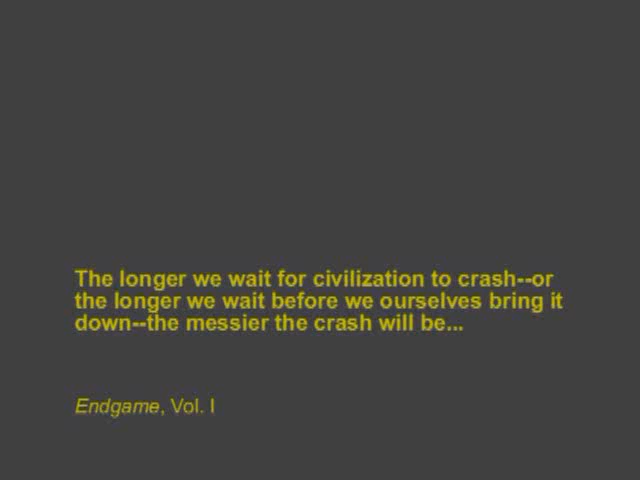 The longer we wait for civilization to crash--or
the longer we wait before we ourselves bring it
down--the messier the crash will be...
Endgame, Vol. I